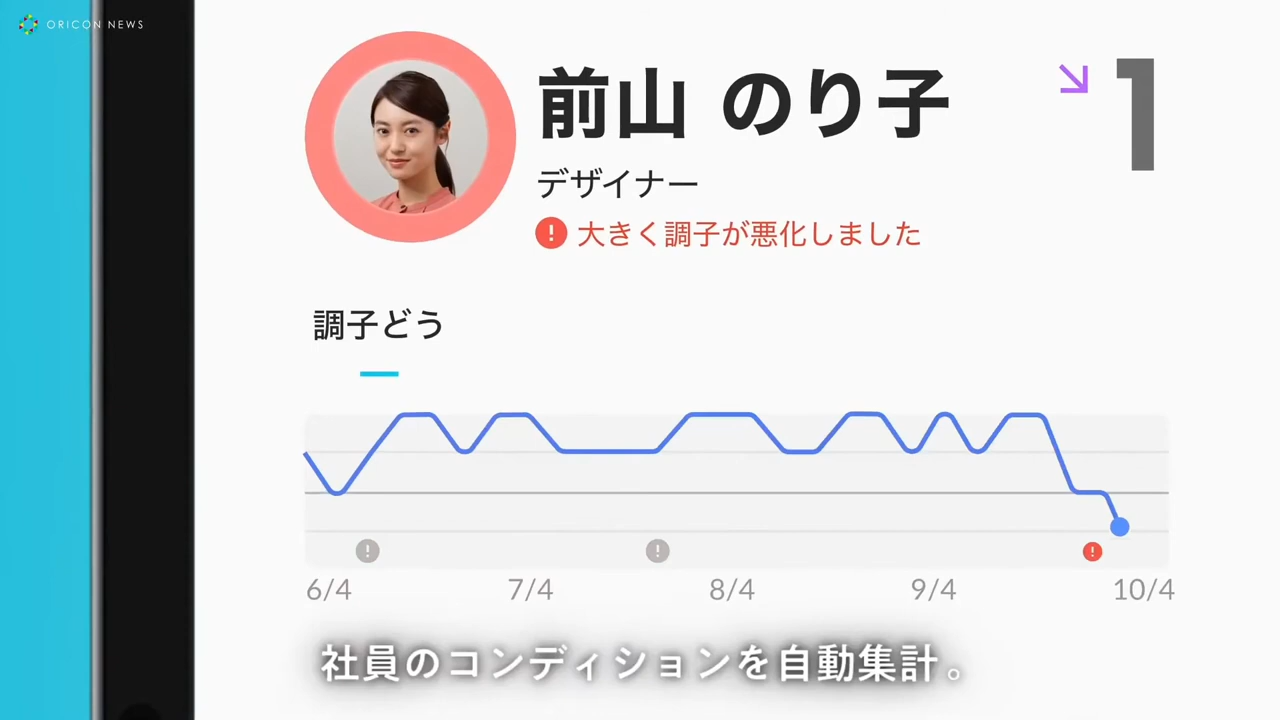 ORICON NEWS
前山 のり子
1
デザイナー
! 大きく調子が悪化しました
調子どう
! ! !
6/4 7/4 8/4 9/4 10/4
社員のコンディションを自動集計。